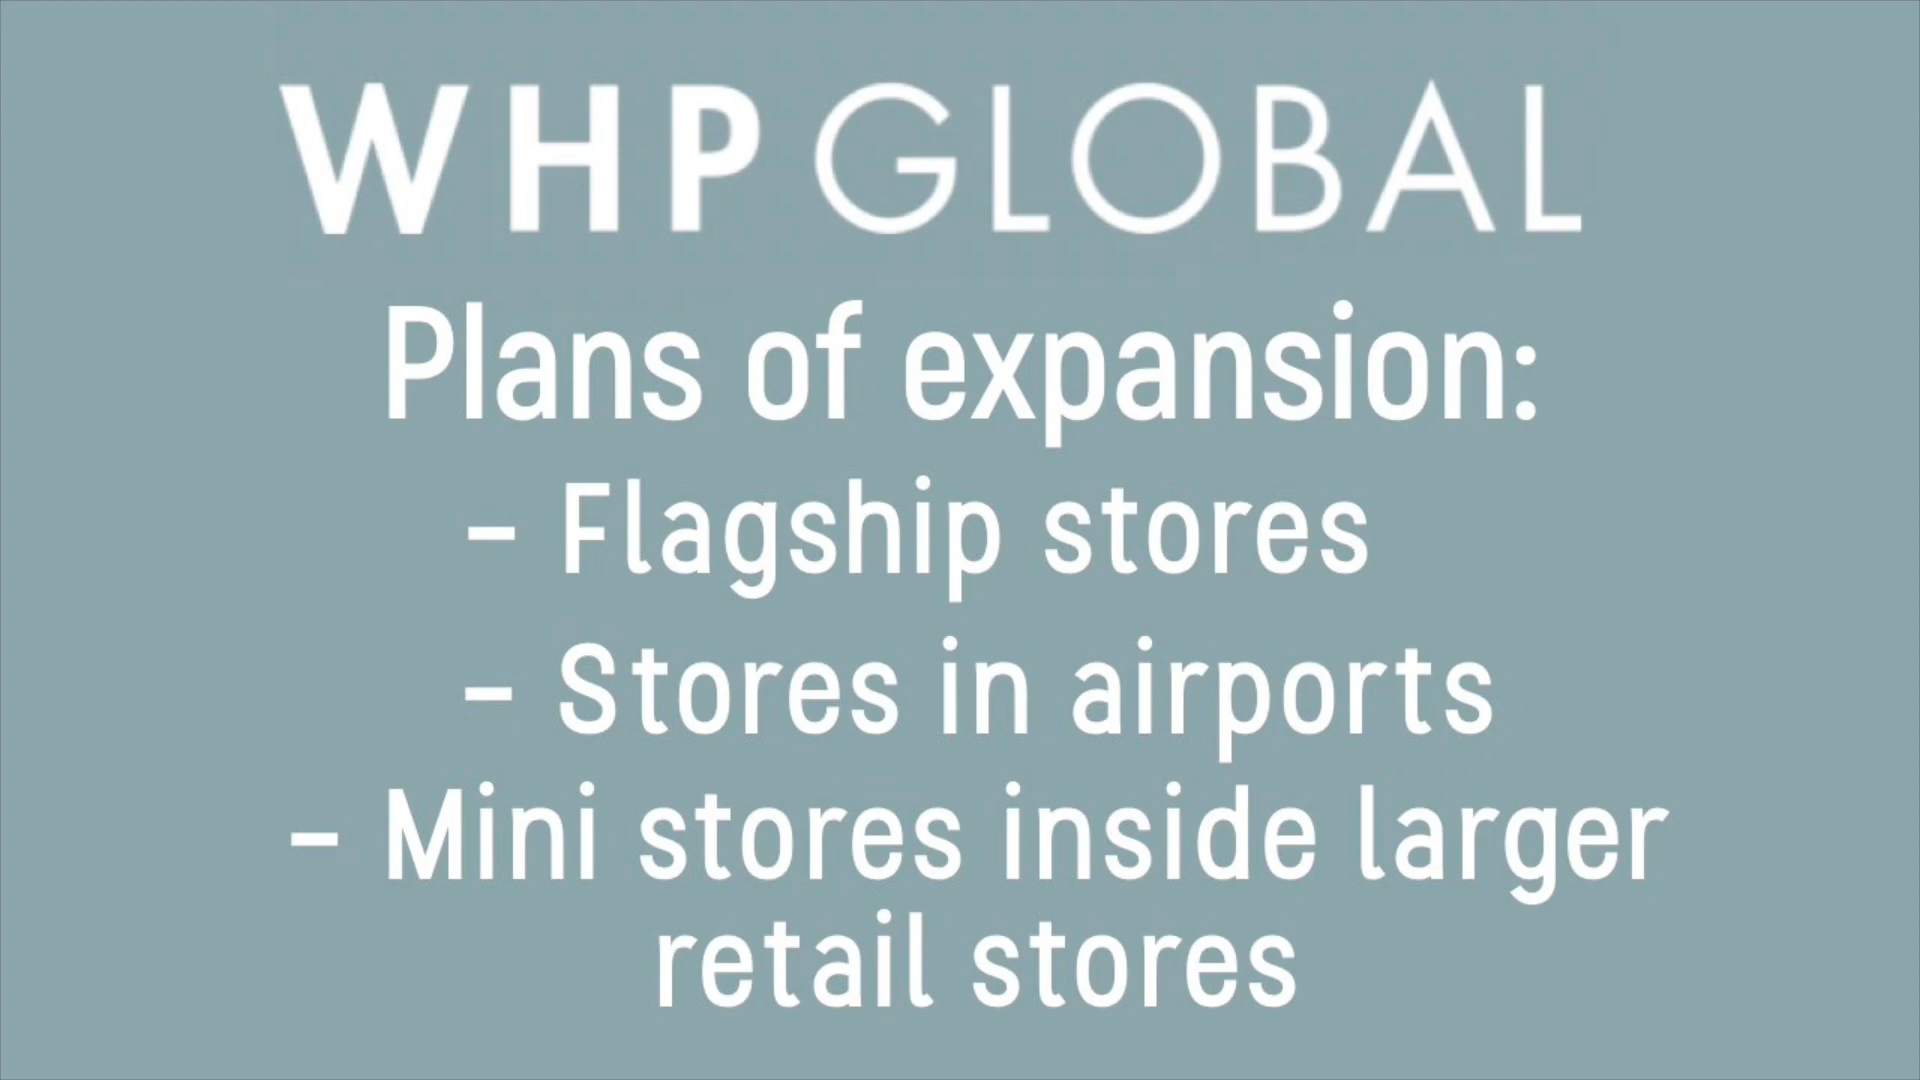 WHP GLOBAL
Plans of expansion:
- Flagship stores
- Stores in airports
- Mini stores inside larger
retail stores